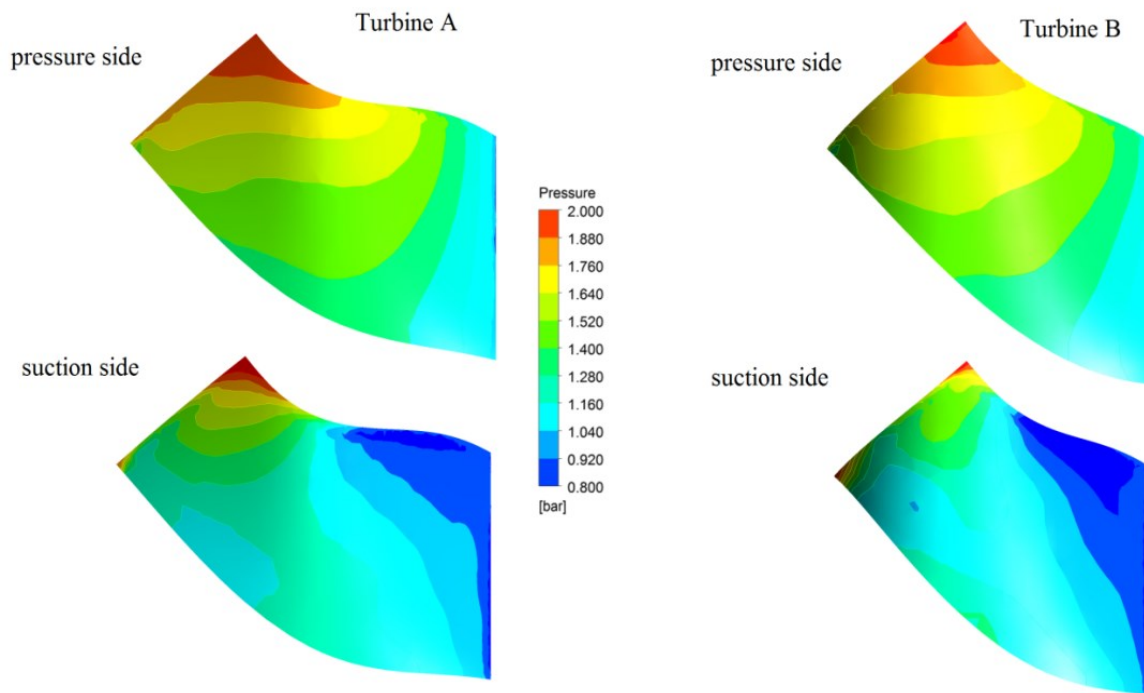 Turbine A
pressure side
Turbine B
pressure side
Pressure
2.000
1.880
1.760
1.640
1.520
1.400
1.280
1.160
1.040
0.920
0.800
[bar]
suction side
suction side